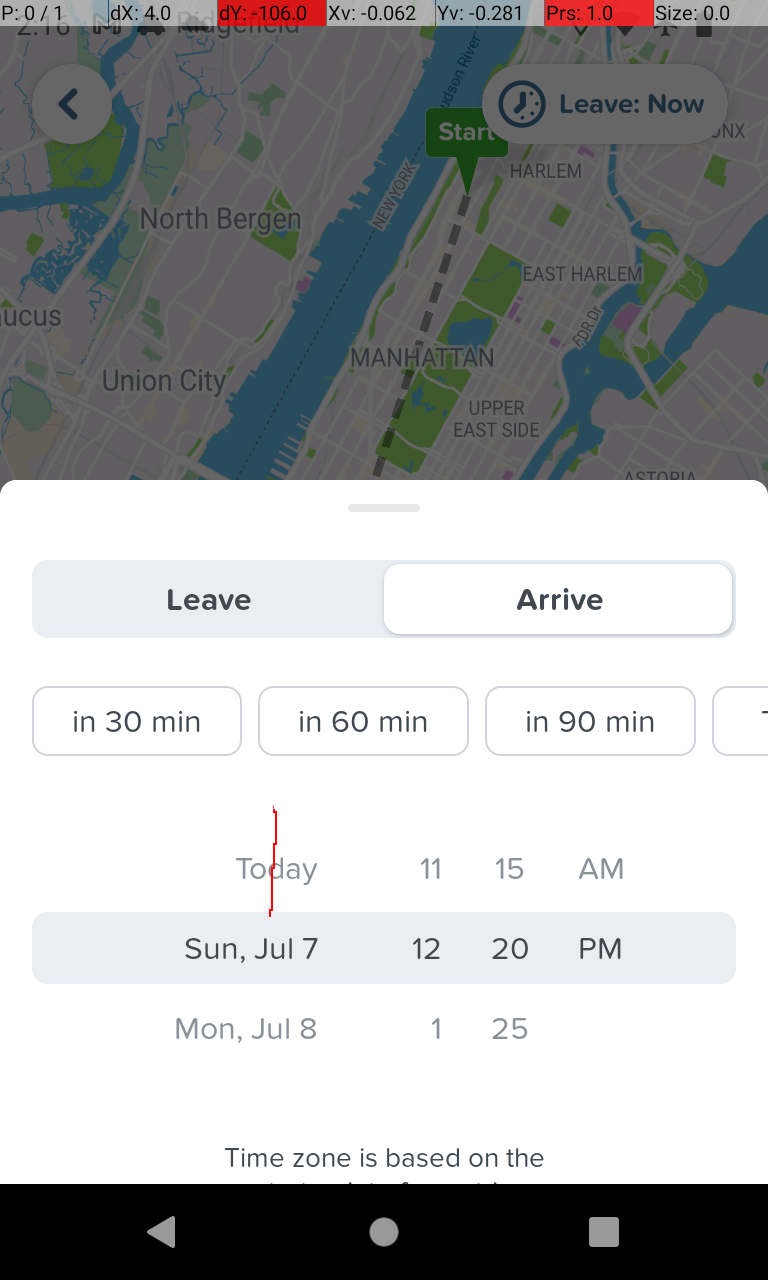 P: 0 / 1 dX: 4.0 dY: -106.0 Xv: -0.062 Yv: -0.281 Prs: 1.0 Size: 0.0
2:16 Ridgefield
Leave: Now
Start
udson River
ONX
HARLEM
NEW YORK
North Bergen
EAST HARLEM
aucus
FDR Dr
MANHATTAN
Union City
UPPER
EAST SIDE
ASTORIA
Leave Arrive
in 30 min in 60 min in 90 min
Today 11 15 AM
Sun, Jul 7 12 20 PM
Mon, Jul 8 1 25
Time zone is based on the